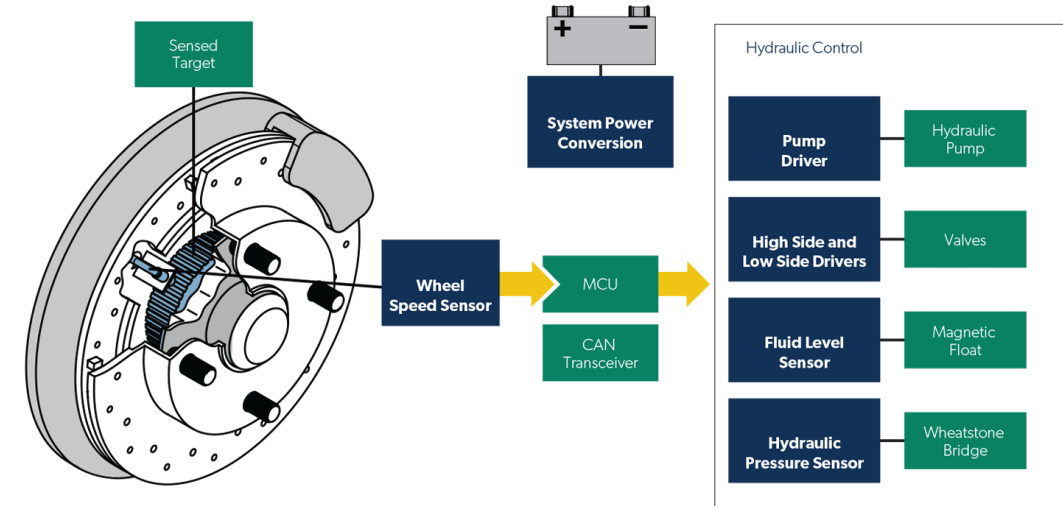 Sensed
Target
+ −
System Power
Conversion
Wheel
Speed Sensor
MCU
CAN
Transceiver
Hydraulic Control
Pump
Driver
Hydraulic
Pump
High Side and
Low Side Drivers
Valves
Fluid Level
Sensor
Magnetic
Float
Hydraulic
Pressure Sensor
Wheatstone
Bridge